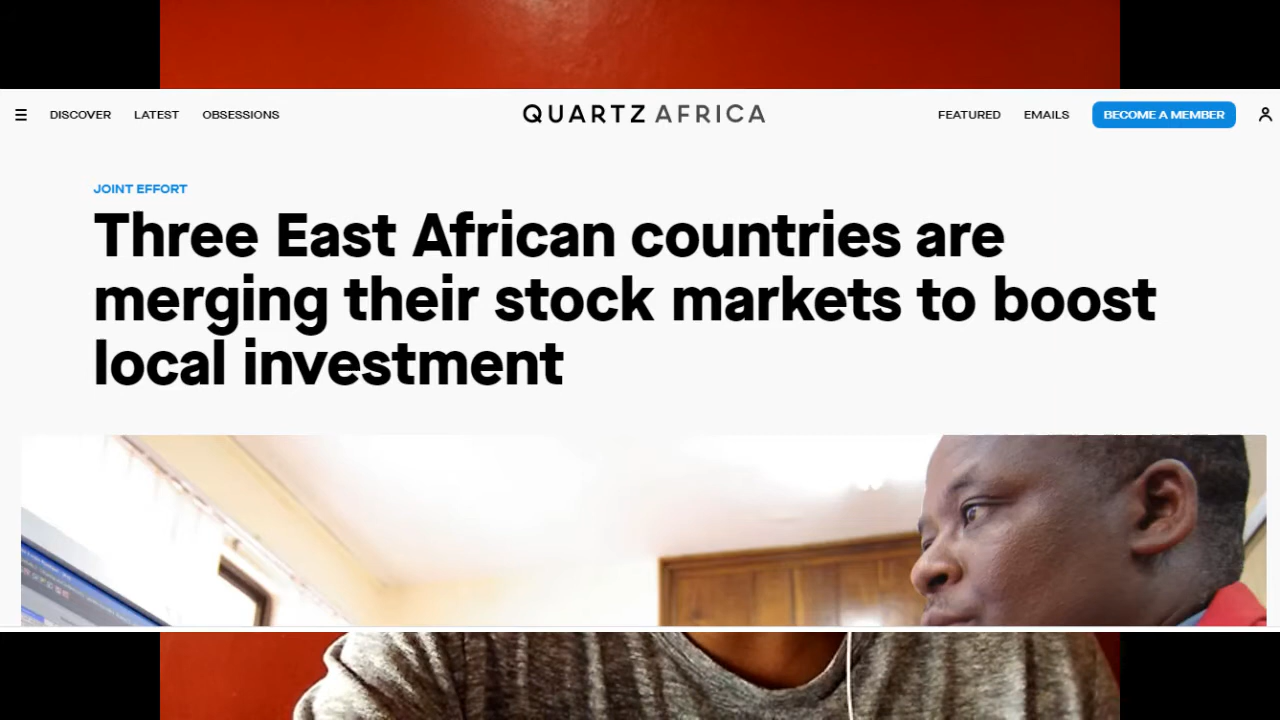 DISCOVER LATEST OBSESSIONS QUARTZ AFRICA FEATURED EMAILS BECOME A MEMBER
JOINT EFFORT
Three East African countries are
merging their stock markets to boost
local investment